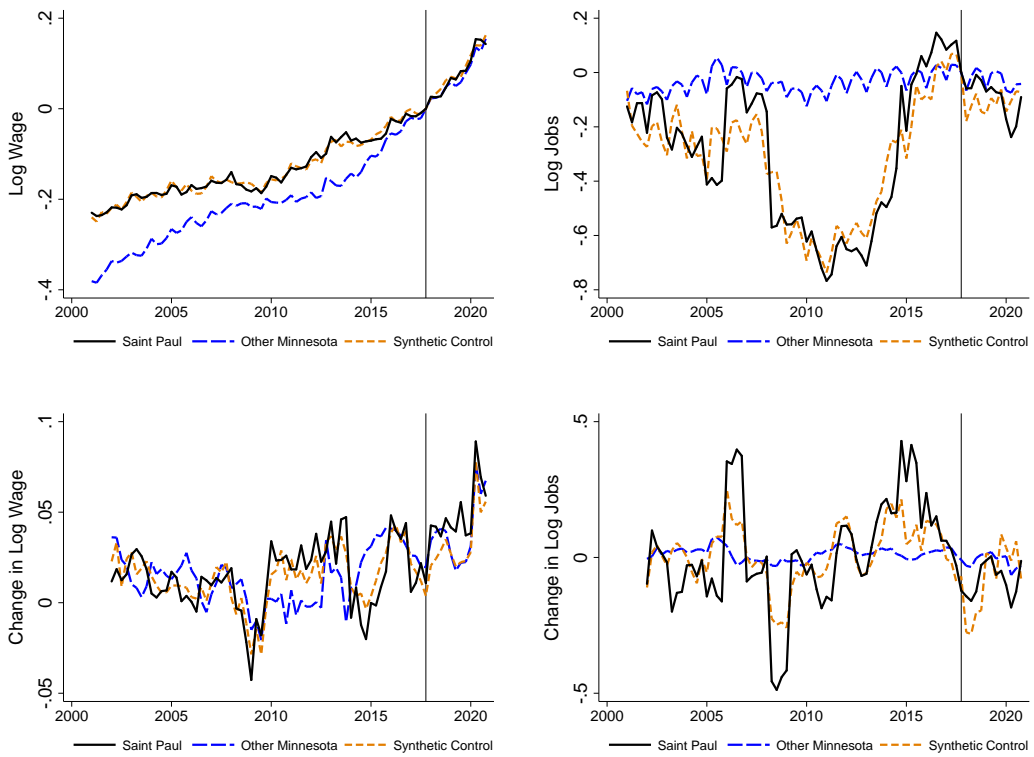 Log Wage
.2
0
-.2
-.4
2000 2005 2010 2015 2020
Saint Paul Other Minnesota Synthetic Control
Log Jobs
.2
0
-.2
-.4
-.6
-.8
2000 2005 2010 2015 2020
Saint Paul Other Minnesota Synthetic Control
Change in Log Wage
.1
.05
0
-.05
2000 2005 2010 2015 2020
Saint Paul Other Minnesota Synthetic Control
Change in Log Jobs
.5
0
-.5
2000 2005 2010 2015 2020
Saint Paul Other Minnesota Synthetic Control